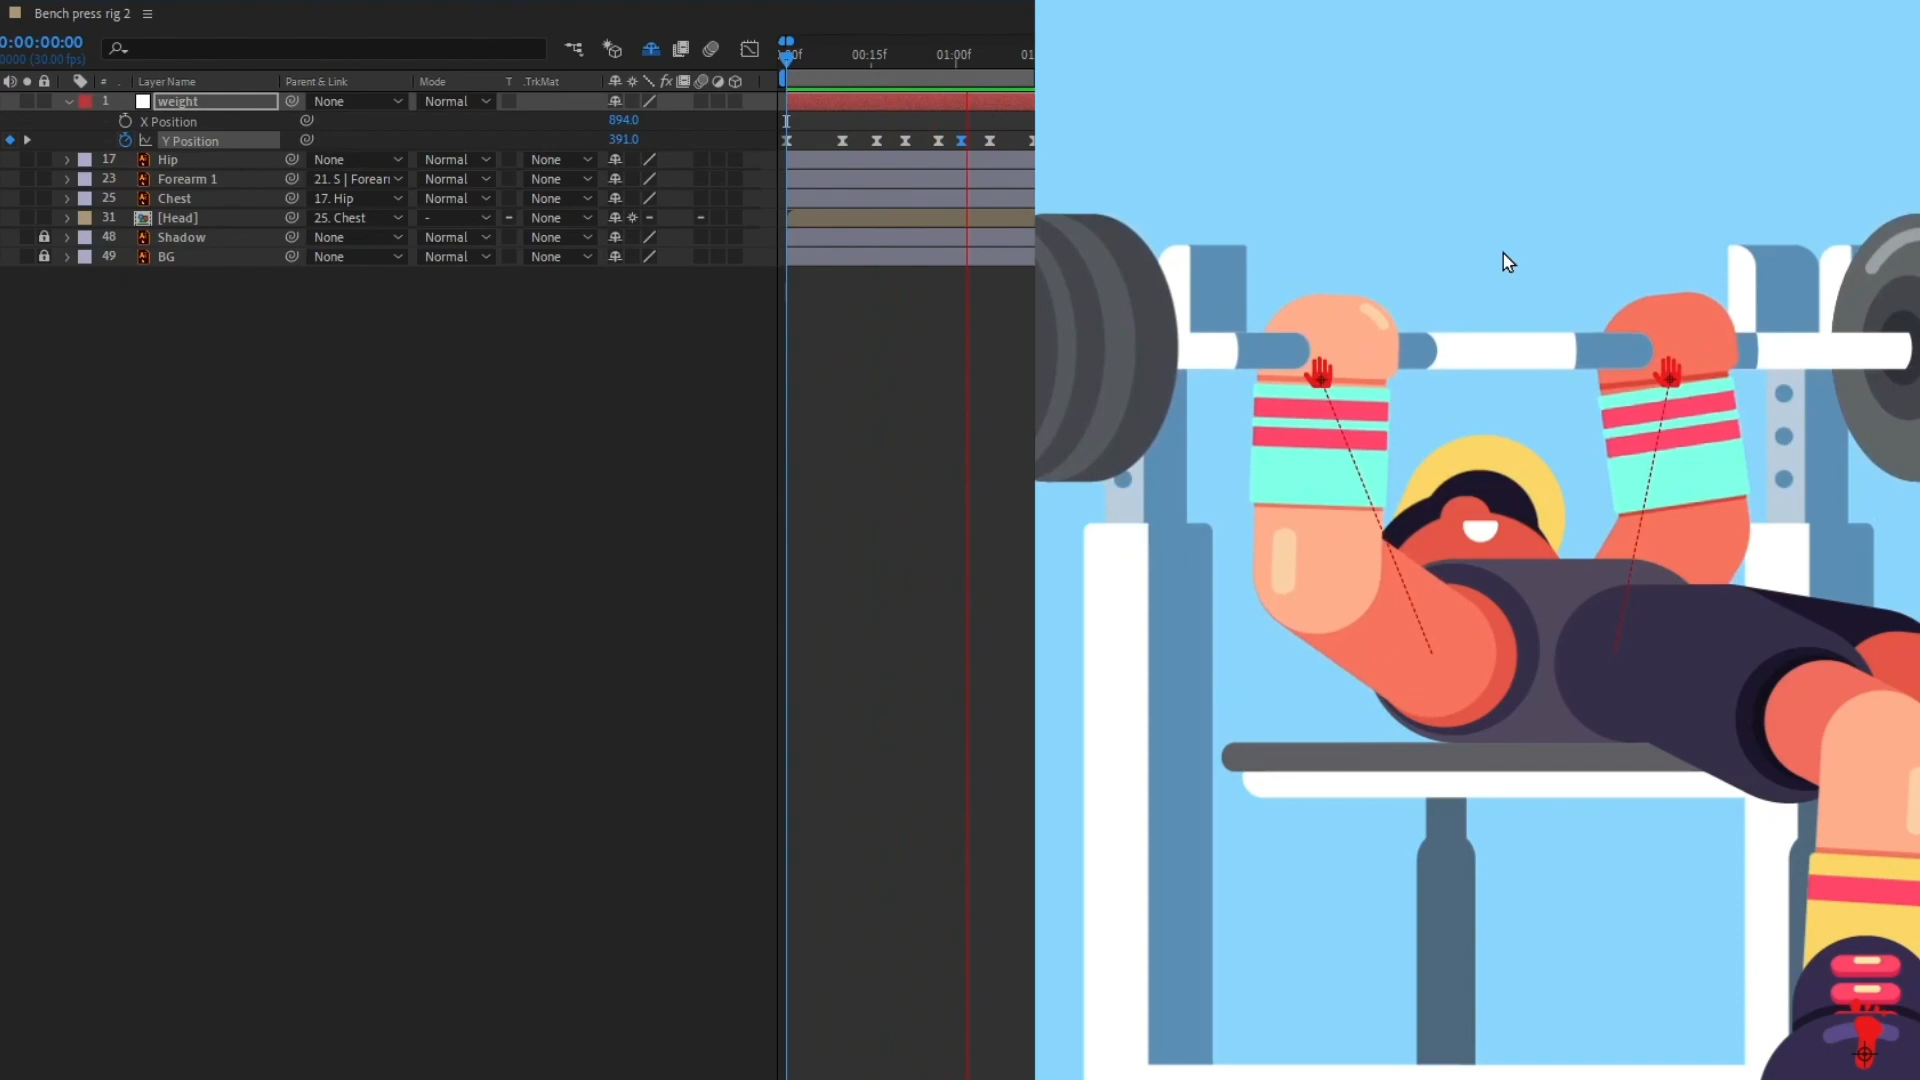 Bench press rig 2
0:00:00:00
0000 (30.00 fps)
:00f 00:15f 01:00f 01
# Layer Name Parent & Link Mode T .TrkMat
1 weight None Normal
X Position 894.0
Y Position 391.0
17 Hip None Normal None
23 Forearm 1 21. S | Forearı Normal None
25 Chest 17. Hip Normal None
31 [Head] 25. Chest - None
48 Shadow None Normal None
49 BG None Normal None